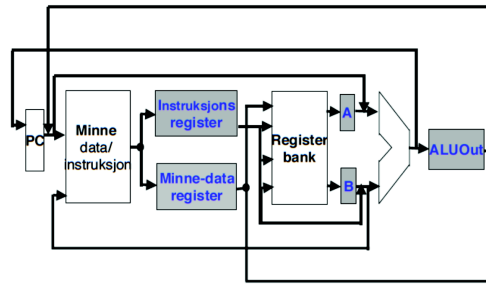 PC
Minne
data/
instruksjon
Instruksjons
register
Minne-data
register
Register
bank
A
B
ALUOut